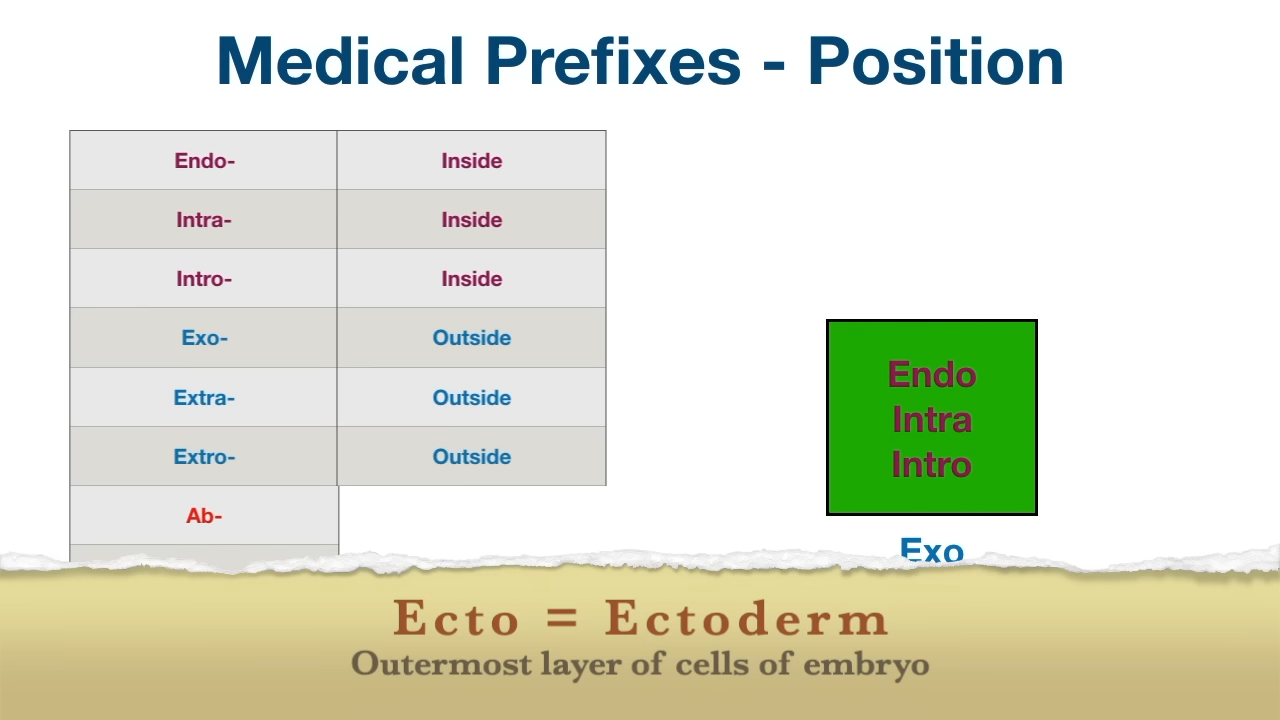 Medical Prefixes - Position
Endo- Inside
Intra- Inside
Intro- Inside
Exo- Outside
Extra- Outside
Extro- Outside
Ab-
Endo
Intra
Intro
Exo
Ecto = Ectoderm
Outermost layer of cells of embryo